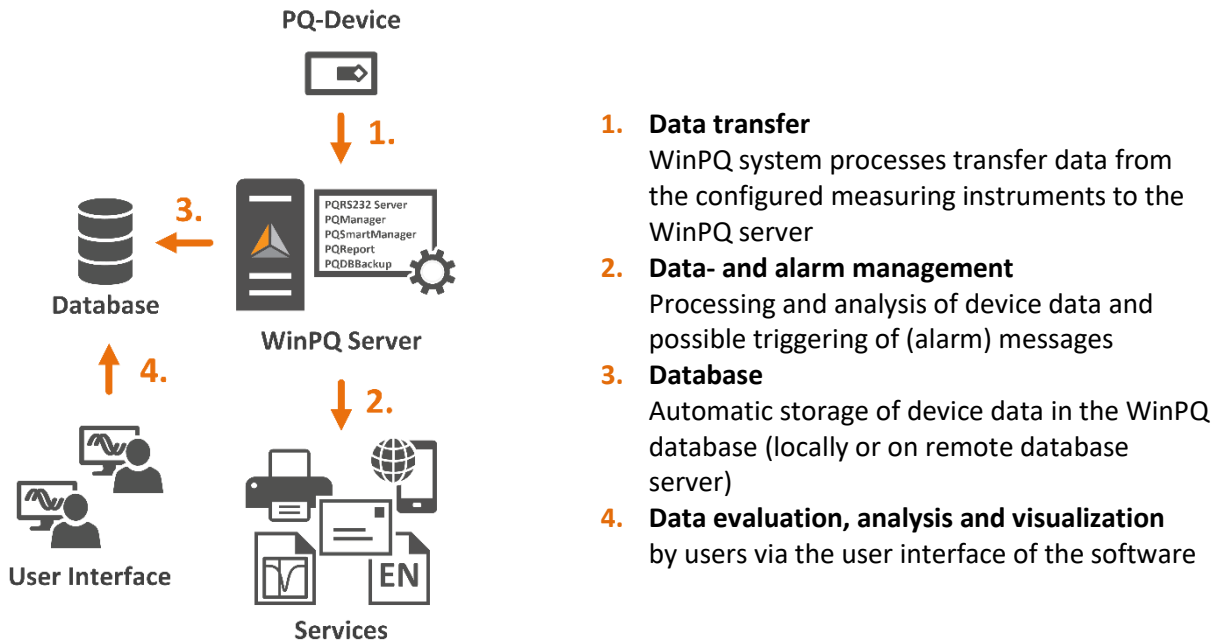 PQ-Device
1.
PQRS232 Server
PQManager
PQSmartManager
PQReport
PQDBBackup
3.
Database
WinPQ Server
4.
2.
User Interface
EN
Services
1. Data transfer
WinPQ system processes transfer data from
the configured measuring instruments to the
WinPQ server
2. Data- and alarm management
Processing and analysis of device data and
possible triggering of (alarm) messages
3. Database
Automatic storage of device data in the WinPQ
database (locally or on remote database
server)
4. Data evaluation, analysis and visualization
by users via the user interface of the software